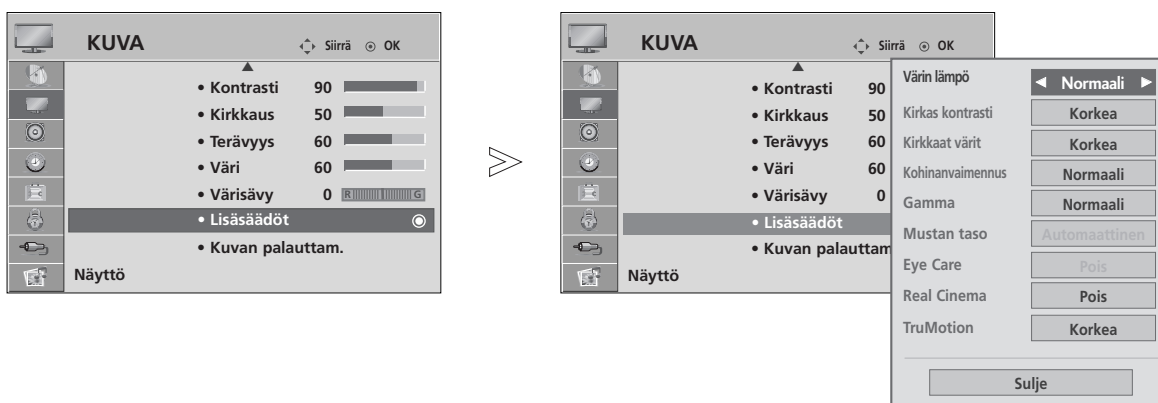 KUVA Siirrä OK
• Kontrasti 90
• Kirkkaus 50
• Terävyys 60
• Väri 60
• Värisävy 0 R G
• Lisäsäädöt
• Kuvan palauttam.
Näyttö
KUVA Siirrä OK
• Kontrasti 90
• Kirkkaus 50
• Terävyys 60
• Väri 60
• Värisävy 0
• Lisäsäädöt
• Kuvan palauttam
Näyttö
Värin lämpö ◄ Normaali ►
Kirkas kontrasti Korkea
Kirkkaat värit Korkea
Kohinanvaimennus Normaali
Gamma Normaali
Mustan taso Automaattinen
Eye Care Pois
Real Cinema Pois
TruMotion Korkea
Sulje